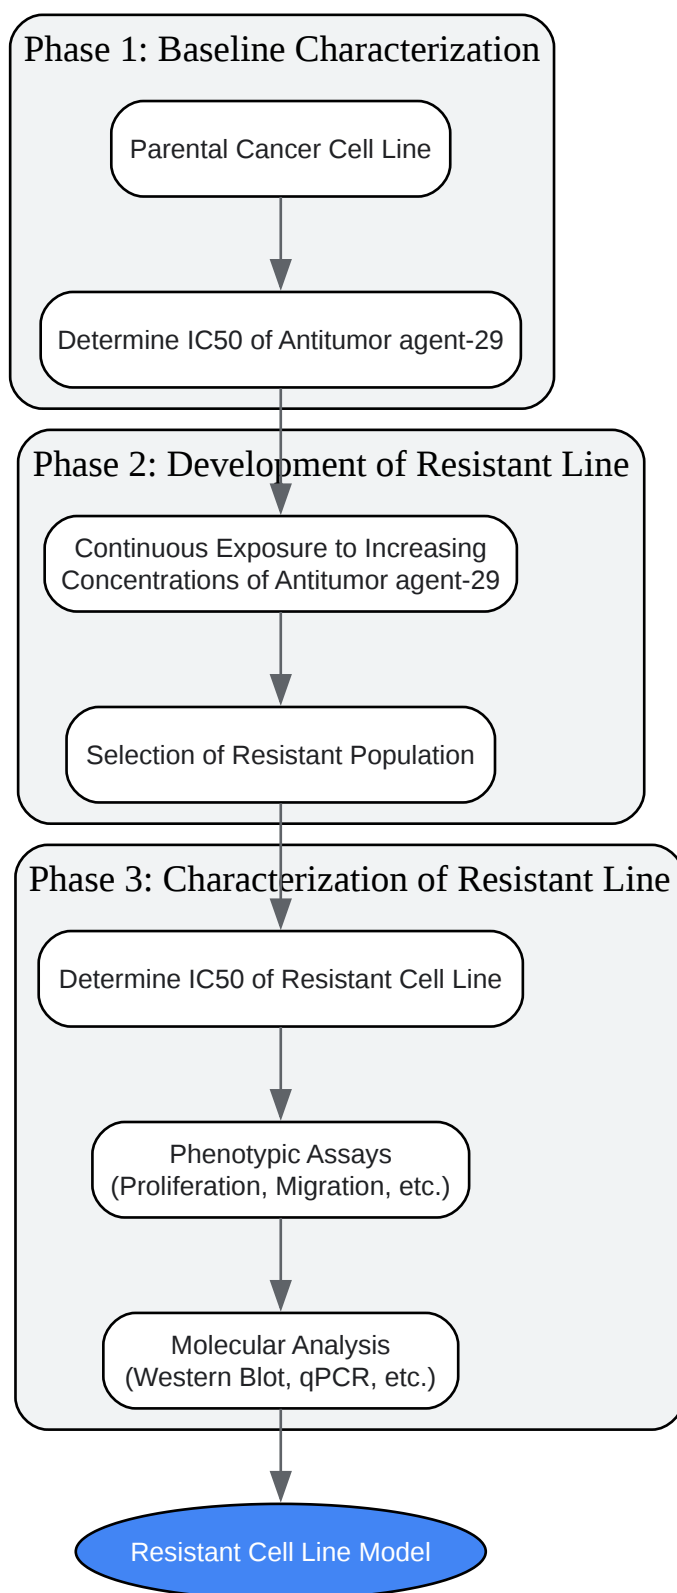 Phase 1: Baseline Characterization
Parental Cancer Cell Line
Determine IC50 of Antitumor agent-29
Phase 2: Development of Resistant Line
Continuous Exposure to Increasing
Concentrations of Antitumor agent-29
Selection of Resistant Population
Phase 3: Characterization of Resistant Line
Determine IC50 of Resistant Cell Line
Phenotypic Assays
(Proliferation, Migration, etc.)
Molecular Analysis
(Western Blot, qPCR, etc.)
Resistant Cell Line Model